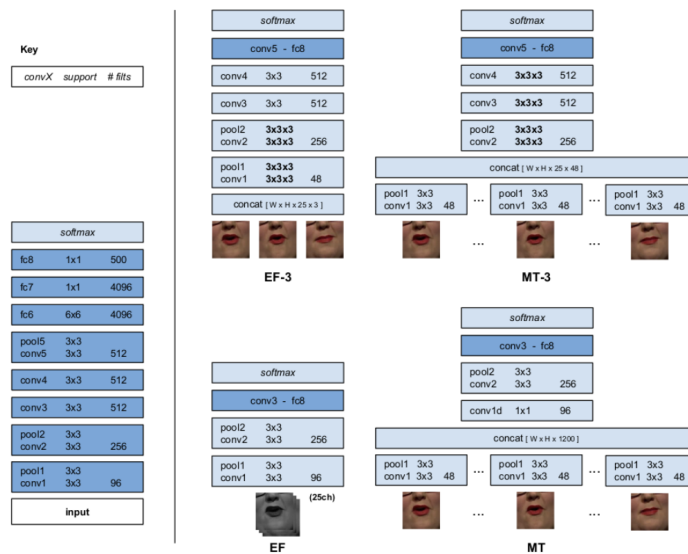 Key
convX support # filts
softmax
fc8 1x1 500
fc7 1x1 4096
fc6 6x6 4096
pool5 3x3
conv5 3x3 512
conv4 3x3 512
conv3 3x3 512
pool2 3x3
conv2 3x3 256
pool1 3x3
conv1 3x3 96
input
softmax
conv5 - fc8
conv4 3x3 512
conv3 3x3 512
pool2 3x3x3
conv2 3x3x3 256
pool1 3x3x3
conv1 3x3x3 48
concat [ W x H x 25 x 3 ]
EF-3
softmax
conv5 - fc8
conv4 3x3x3 512
conv3 3x3x3 512
pool2 3x3x3
conv2 3x3x3 256
concat [ W x H x 25 x 48 ]
pool1 3x3 ... pool1 3x3 ... pool1 3x3
conv1 3x3 48 conv1 3x3 48 conv1 3x3 48
... ...
MT-3
softmax
conv3 - fc8
pool2 3x3
conv2 3x3 256
pool1 3x3
conv1 3x3 96
(25ch)
EF
softmax
conv3 - fc8
pool2 3x3
conv2 3x3 256
conv1d 1x1 96
concat [ W x H x 1200 ]
pool1 3x3 ... pool1 3x3 ... pool1 3x3
conv1 3x3 48 conv1 3x3 48 conv1 3x3 48
... ...
MT